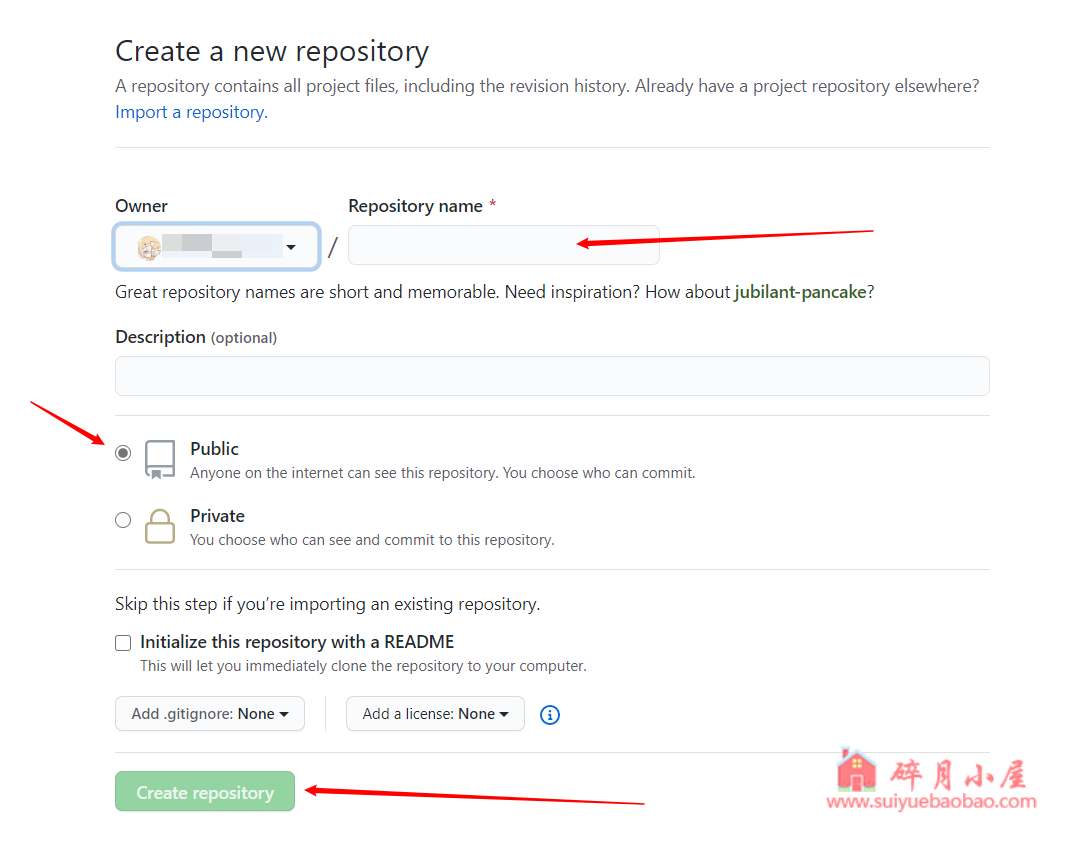 Create a new repository
A repository contains all project files, including the revision history. Already have a project repository elsewhere?
Import a repository.
Owner
Repository name *
/
Great repository names are short and memorable. Need inspiration? How about jubilant-pancake?
Description (optional)
Public
Anyone on the internet can see this repository. You choose who can commit.
Private
You choose who can see and commit to this repository.
Skip this step if you’re importing an existing repository.
Initialize this repository with a README
This will let you immediately clone the repository to your computer.
Add .gitignore: None
Add a license: None
Create repository
碎月小屋
www.suiyuebaobao.com